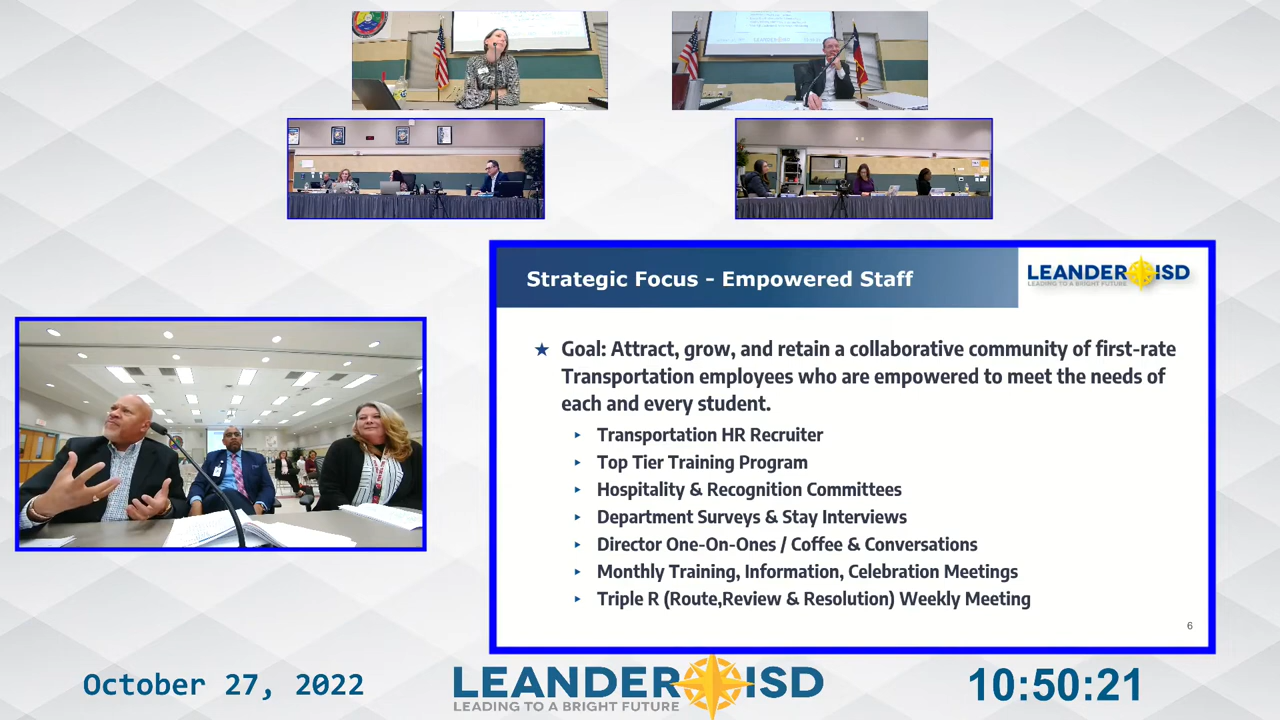 LEANDER ISD
Strategic Focus - Empowered Staff
LEANDER ISD
LEADING TO A BRIGHT FUTURE
★ Goal: Attract, grow, and retain a collaborative community of first-rate
Transportation employees who are empowered to meet the needs of
each and every student.
▸ Transportation HR Recruiter
▸ Top Tier Training Program
▸ Hospitality & Recognition Committees
▸ Department Surveys & Stay Interviews
▸ Director One-On-Ones / Coffee & Conversations
▸ Monthly Training, Information, Celebration Meetings
▸ Triple R (Route,Review & Resolution) Weekly Meeting
6
October 27, 2022
LEANDER ISD
LEADING TO A BRIGHT FUTURE
10:50:21